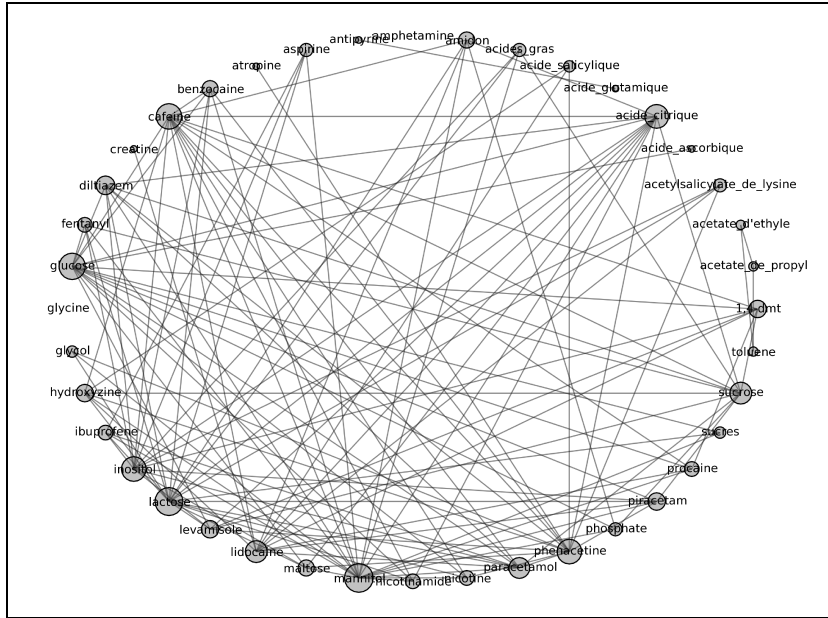 amphetamine
antipyrine
amidon
aspirine
acides_gras
atropine
acide_salicylique
benzocaine
acide_glutamique
cafeine
acide_citrique
creatine
acide_ascorbique
diltiazem
acetylsalicylate_de_lysine
fentanyl
acetate_d'ethyle
glucose
acetate_de_propyl
glycine
1,4-dmt
glycol
toluene
hydroxyzine
sucrose
ibuprofene
sucres
inositol
procaine
lactose
piracetam
levamisole
phosphate
lidocaine
phenacetine
maltose
paracetamol
mannitol
nicotinamide
nicotine